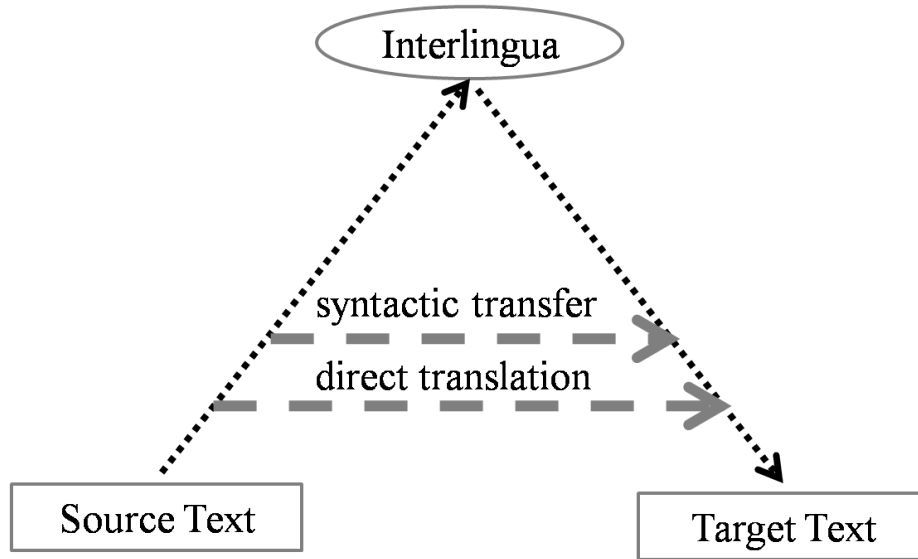 Interlingua
syntactic transfer
direct translation
Source Text
Target Text